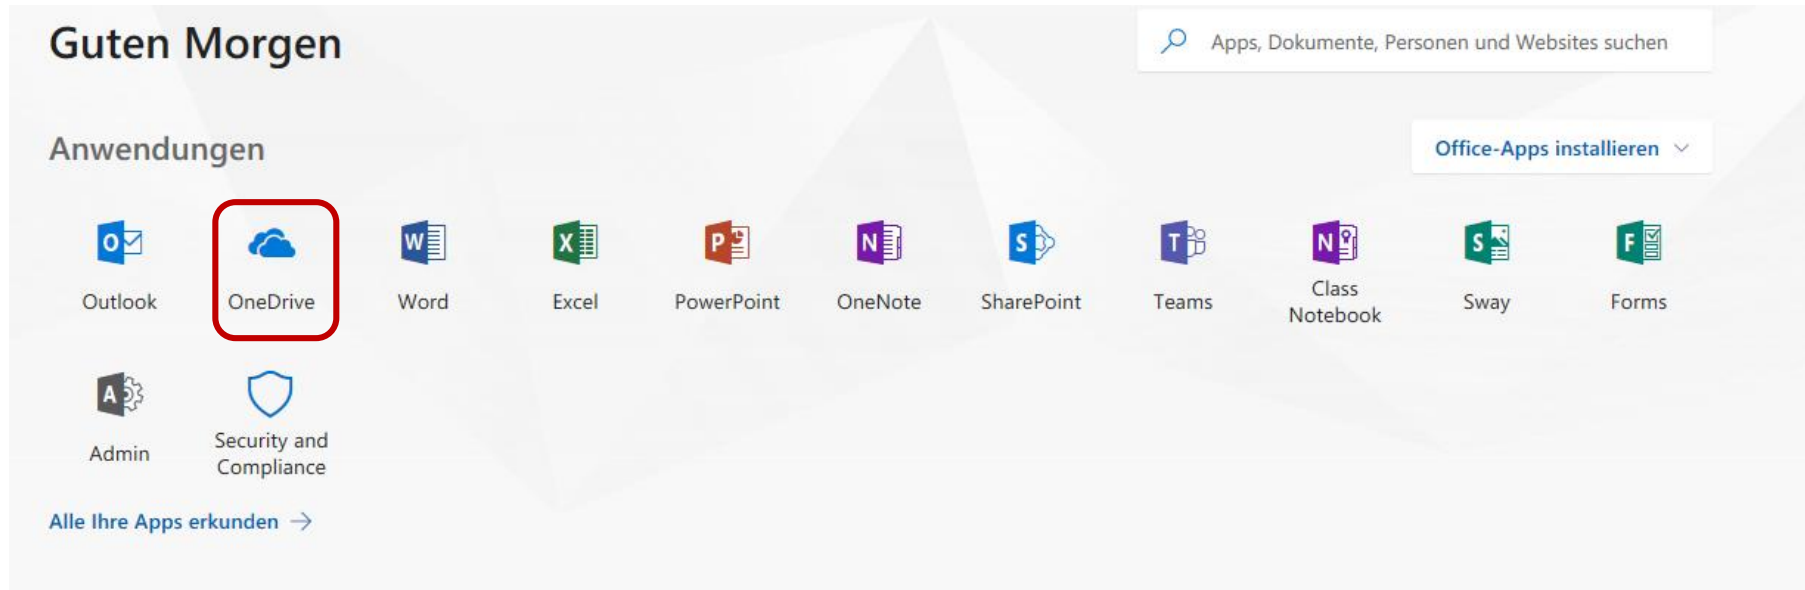 Guten Morgen
Apps, Dokumente, Personen und Websites suchen
Anwendungen
Office-Apps installieren
Outlook
OneDrive
Word
Excel
PowerPoint
OneNote
SharePoint
Teams
Class
Notebook
Sway
Forms
Admin
Security and
Compliance
Alle Ihre Apps erkunden →